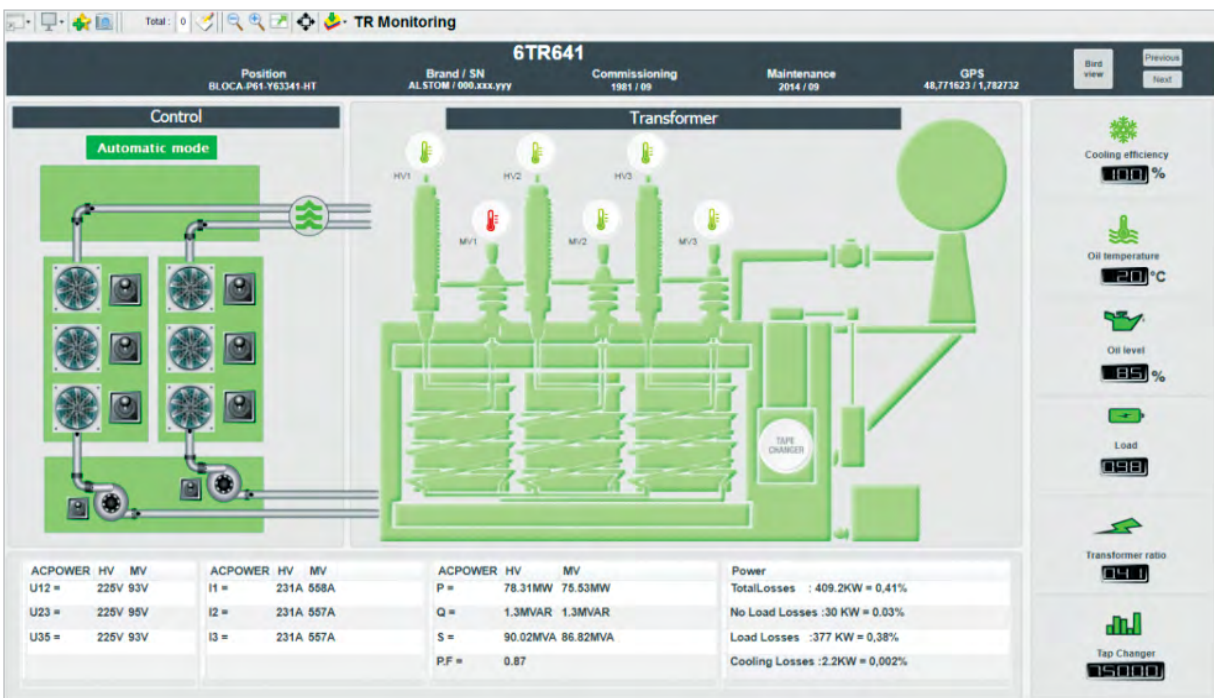 Total : 0 TR Monitoring
6TR641
Position Brand / SN Commissioning Maintenance GPS
BLOCA-P61-Y63341-HT ALSTOM / 000.xxx.yyy 1981 / 09 2014 / 09 48,771623 / 1,782732
Bird view
Previous
Next
Control
Automatic mode
Transformer
HV1 HV2 HV3
MV1 MV2 MV3
TAPE
CHANGER
Cooling efficiency
100 %
Oil temperature
20 °C
Oil level
85 %
Load
098
Transformer ratio
041
Tap Changer
15000
ACPOWER HV MV
U12 = 225V 93V
U23 = 225V 95V
U35 = 225V 93V
ACPOWER HV MV
I1 = 231A 558A
I2 = 231A 557A
I3 = 231A 557A
ACPOWER HV MV
P = 78.31MW 75.53MW
Q = 1.3MVAR 1.3MVAR
S = 90.02MVA 86.82MVA
P.F = 0.87
Power
TotalLosses : 409.2KW = 0,41%
No Load Losses :30 KW = 0.03%
Load Losses :377 KW = 0,38%
Cooling Losses :2.2KW = 0,002%